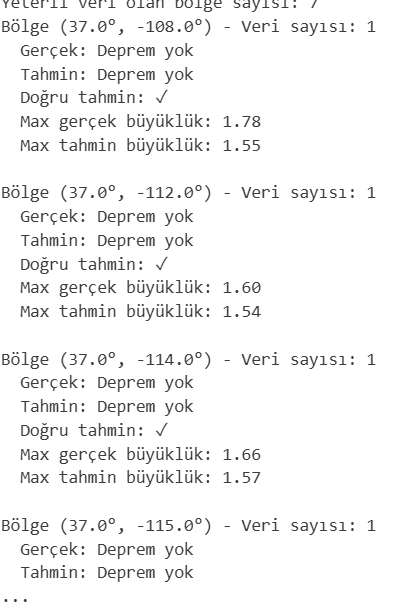 Yeterli veri olan bölge sayısı: 7
Bölge (37.0°, -108.0°) - Veri sayısı: 1
  Gerçek: Deprem yok
  Tahmin: Deprem yok
  Doğru tahmin: ✓
  Max gerçek büyüklük: 1.78
  Max tahmin büyüklük: 1.55

Bölge (37.0°, -112.0°) - Veri sayısı: 1
  Gerçek: Deprem yok
  Tahmin: Deprem yok
  Doğru tahmin: ✓
  Max gerçek büyüklük: 1.60
  Max tahmin büyüklük: 1.54

Bölge (37.0°, -114.0°) - Veri sayısı: 1
  Gerçek: Deprem yok
  Tahmin: Deprem yok
  Doğru tahmin: ✓
  Max gerçek büyüklük: 1.66
  Max tahmin büyüklük: 1.57

Bölge (37.0°, -115.0°) - Veri sayısı: 1
  Gerçek: Deprem yok
  Tahmin: Deprem yok
...